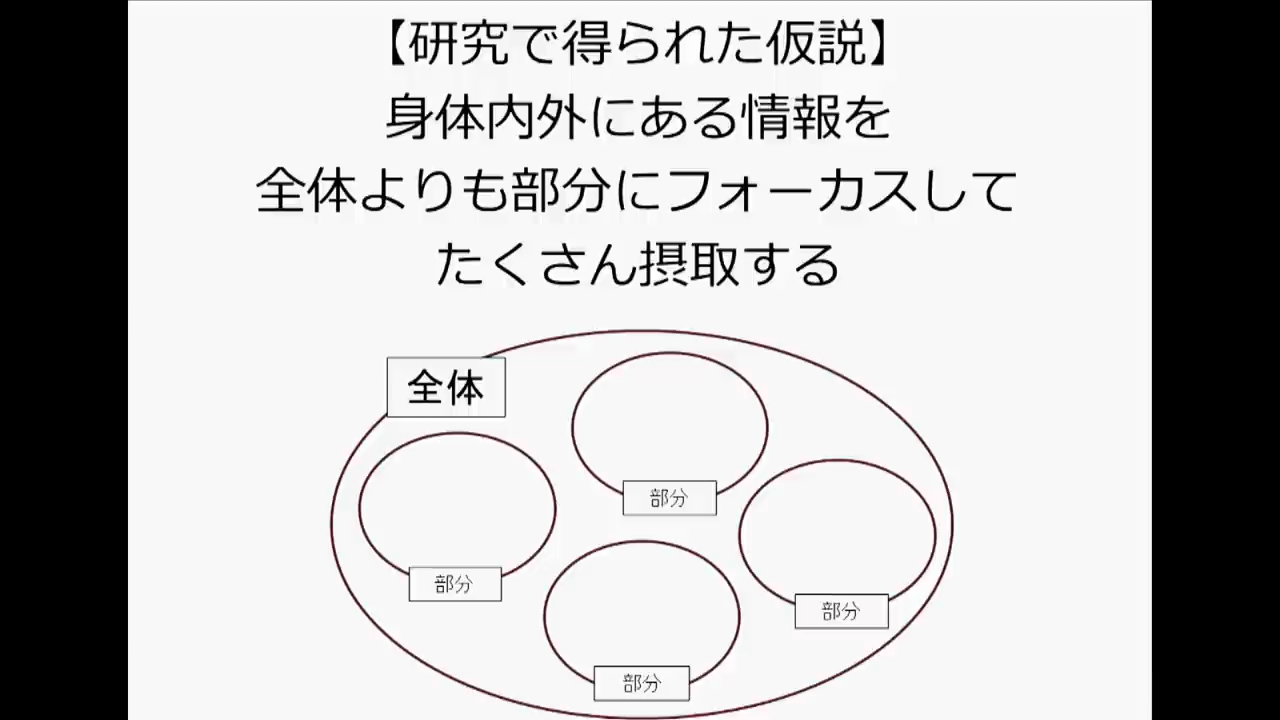 【研究で得られた仮説】
身体内外にある情報を
全体よりも部分にフォーカスして
たくさん摂取する
全体
部分
部分
部分
部分